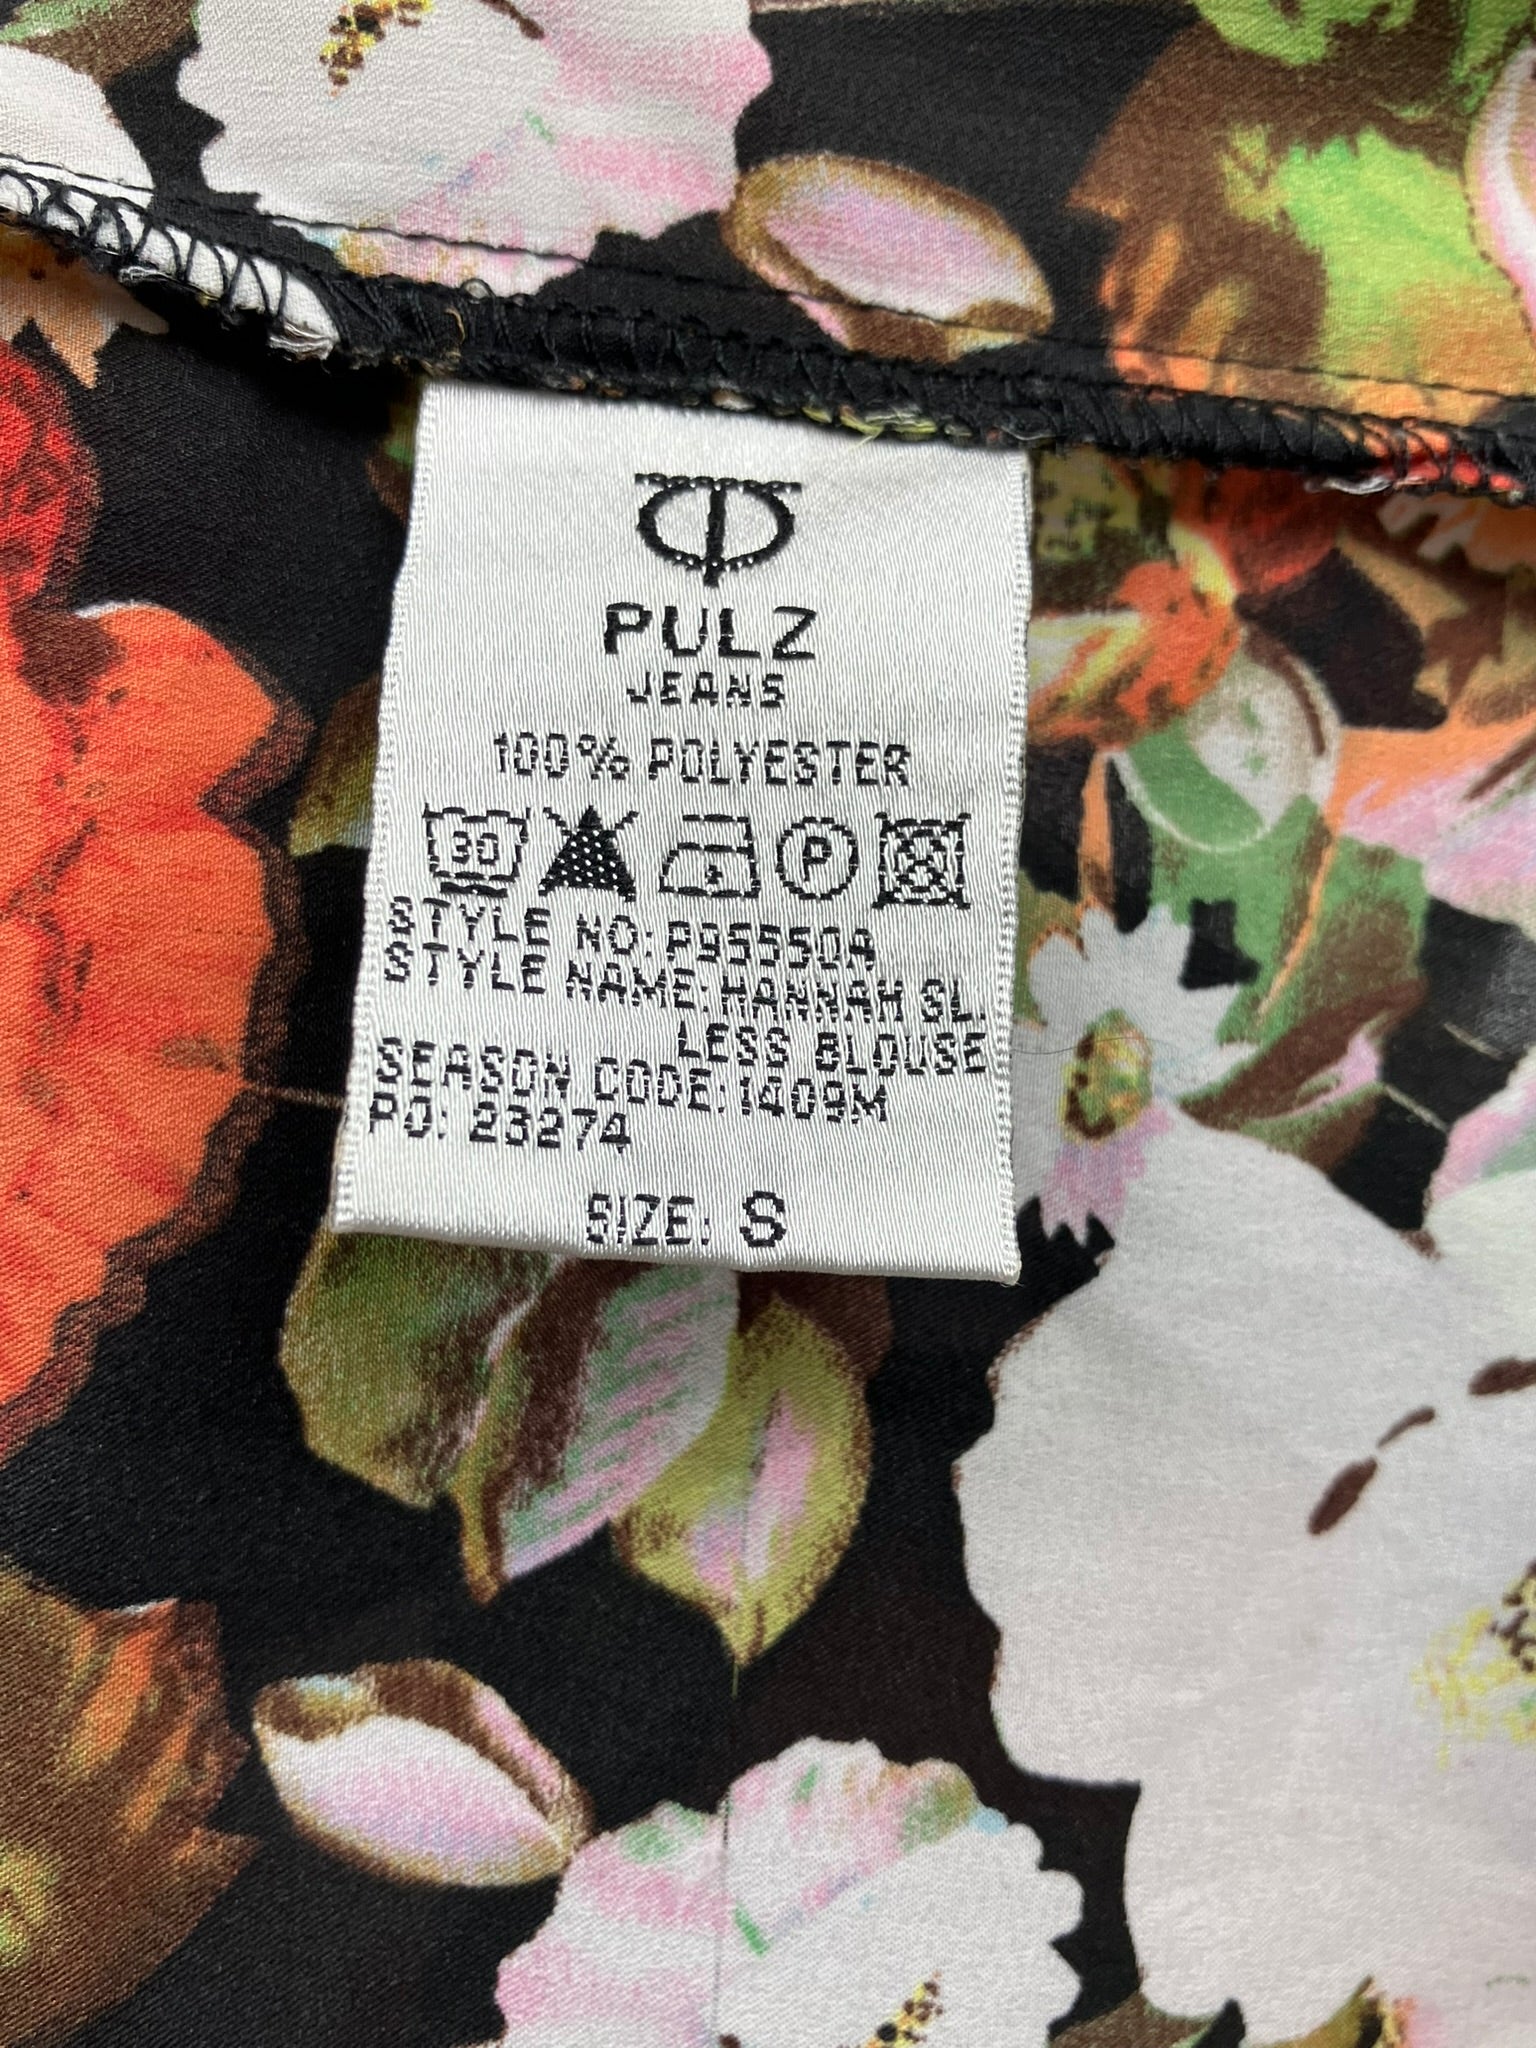 PULZ
JEANS
100% POLYESTER
30
P
STYLE NO: P95550A
STYLE NAME: HANNAH SL.
LESS BLOUSE
SEASON CODE: 1409M
PO: 23274
SIZE: S